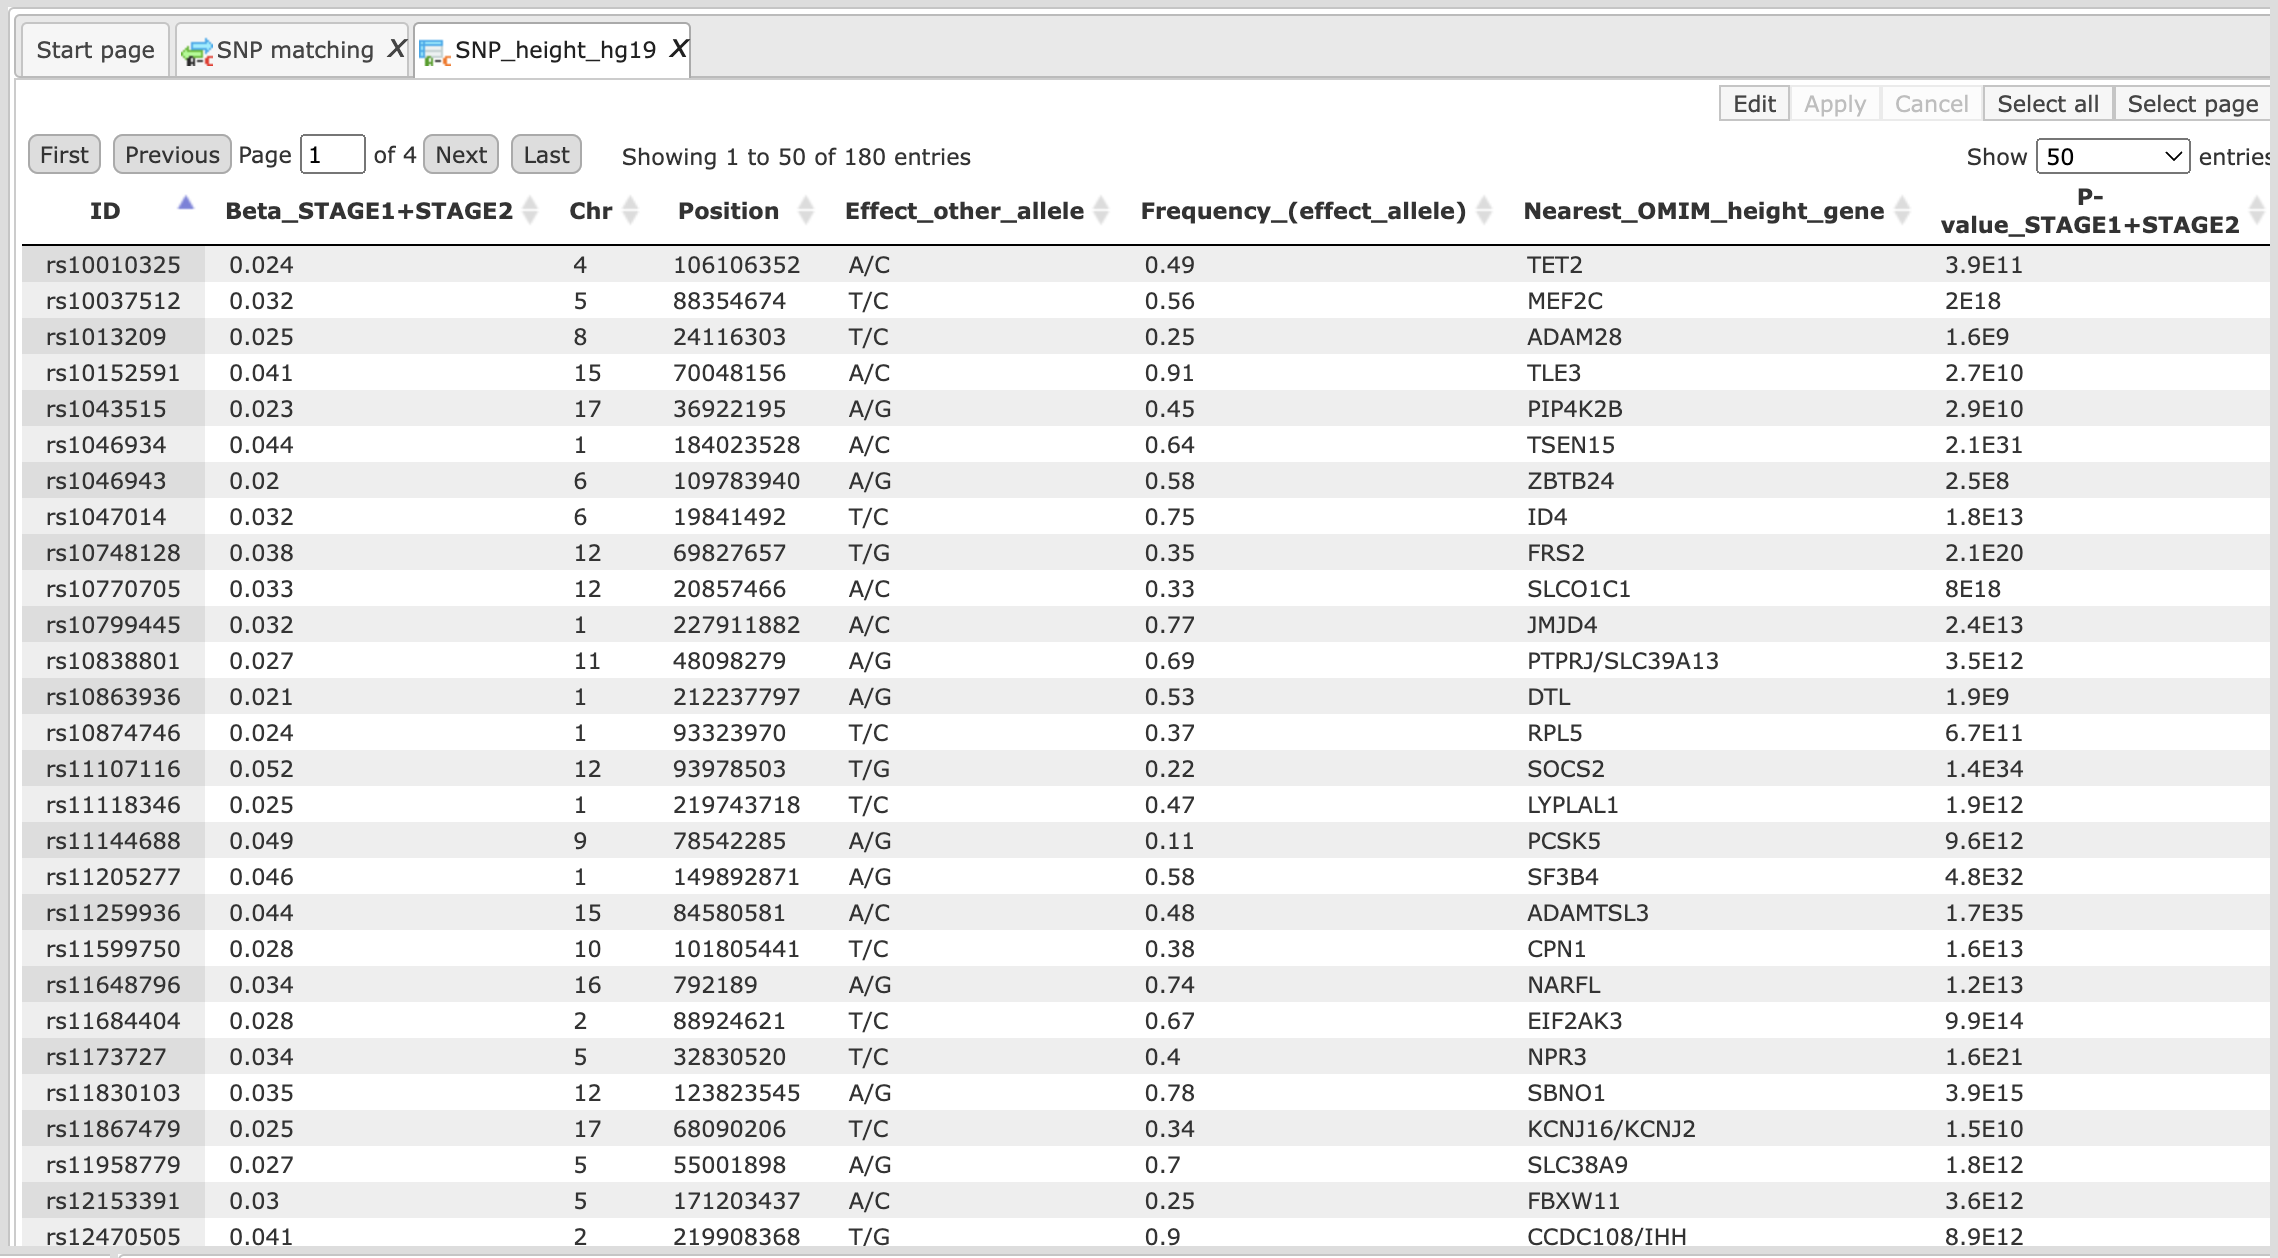 Start page SNP matching X SNP_height_hg19 X
Edit Apply Cancel Select all Select page
First Previous Page 1 of 4 Next Last Showing 1 to 50 of 180 entries Show 50 entries
ID Beta_STAGE1+STAGE2 Chr Position Effect_other_allele Frequency_(effect_allele) Nearest_OMIM_height_gene P-
value_STAGE1+STAGE2
rs10010325 0.024 4 106106352 A/C 0.49 TET2 3.9E11
rs10037512 0.032 5 88354674 T/C 0.56 MEF2C 2E18
rs1013209 0.025 8 24116303 T/C 0.25 ADAM28 1.6E9
rs10152591 0.041 15 70048156 A/C 0.91 TLE3 2.7E10
rs1043515 0.023 17 36922195 A/G 0.45 PIP4K2B 2.9E10
rs1046934 0.044 1 184023528 A/C 0.64 TSEN15 2.1E31
rs1046943 0.02 6 109783940 A/G 0.58 ZBTB24 2.5E8
rs1047014 0.032 6 19841492 T/C 0.75 ID4 1.8E13
rs10748128 0.038 12 69827657 T/G 0.35 FRS2 2.1E20
rs10770705 0.033 12 20857466 A/C 0.33 SLCO1C1 8E18
rs10799445 0.032 1 227911882 A/C 0.77 JMJD4 2.4E13
rs10838801 0.027 11 48098279 A/G 0.69 PTPRJ/SLC39A13 3.5E12
rs10863936 0.021 1 212237797 A/G 0.53 DTL 1.9E9
rs10874746 0.024 1 93323970 T/C 0.37 RPL5 6.7E11
rs11107116 0.052 12 93978503 T/G 0.22 SOCS2 1.4E34
rs11118346 0.025 1 219743718 T/C 0.47 LYPLAL1 1.9E12
rs11144688 0.049 9 78542285 A/G 0.11 PCSK5 9.6E12
rs11205277 0.046 1 149892871 A/G 0.58 SF3B4 4.8E32
rs11259936 0.044 15 84580581 A/C 0.48 ADAMTSL3 1.7E35
rs11599750 0.028 10 101805441 T/C 0.38 CPN1 1.6E13
rs11648796 0.034 16 792189 A/G 0.74 NARFL 1.2E13
rs11684404 0.028 2 88924621 T/C 0.67 EIF2AK3 9.9E14
rs1173727 0.034 5 32830520 T/C 0.4 NPR3 1.6E21
rs11830103 0.035 12 123823545 A/G 0.78 SBNO1 3.9E15
rs11867479 0.025 17 68090206 T/C 0.34 KCNJ16/KCNJ2 1.5E10
rs11958779 0.027 5 55001898 A/G 0.7 SLC38A9 1.8E12
rs12153391 0.03 5 171203437 A/C 0.25 FBXW11 3.6E12
rs12470505 0.041 2 219908368 T/G 0.9 CCDC108/IHH 8.9E12